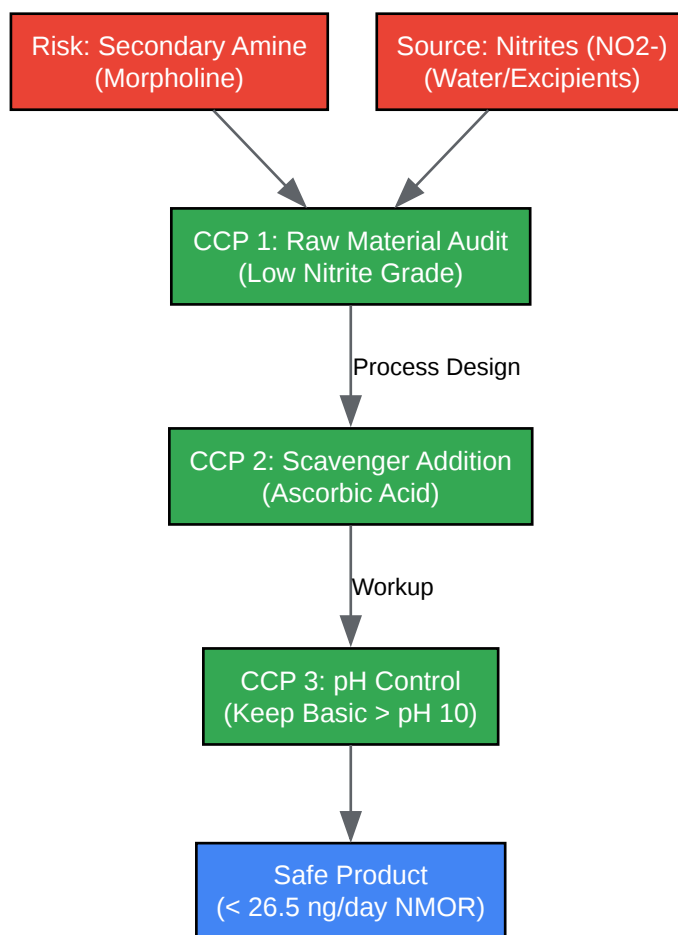 Risk: Secondary Amine
(Morpholine)
Source: Nitrites (NO2-)
(Water/Excipients)
CCP 1: Raw Material Audit
(Low Nitrite Grade)
Process Design
CCP 2: Scavenger Addition
(Ascorbic Acid)
Workup
CCP 3: pH Control
(Keep Basic > pH 10)
Safe Product
(< 26.5 ng/day NMOR)